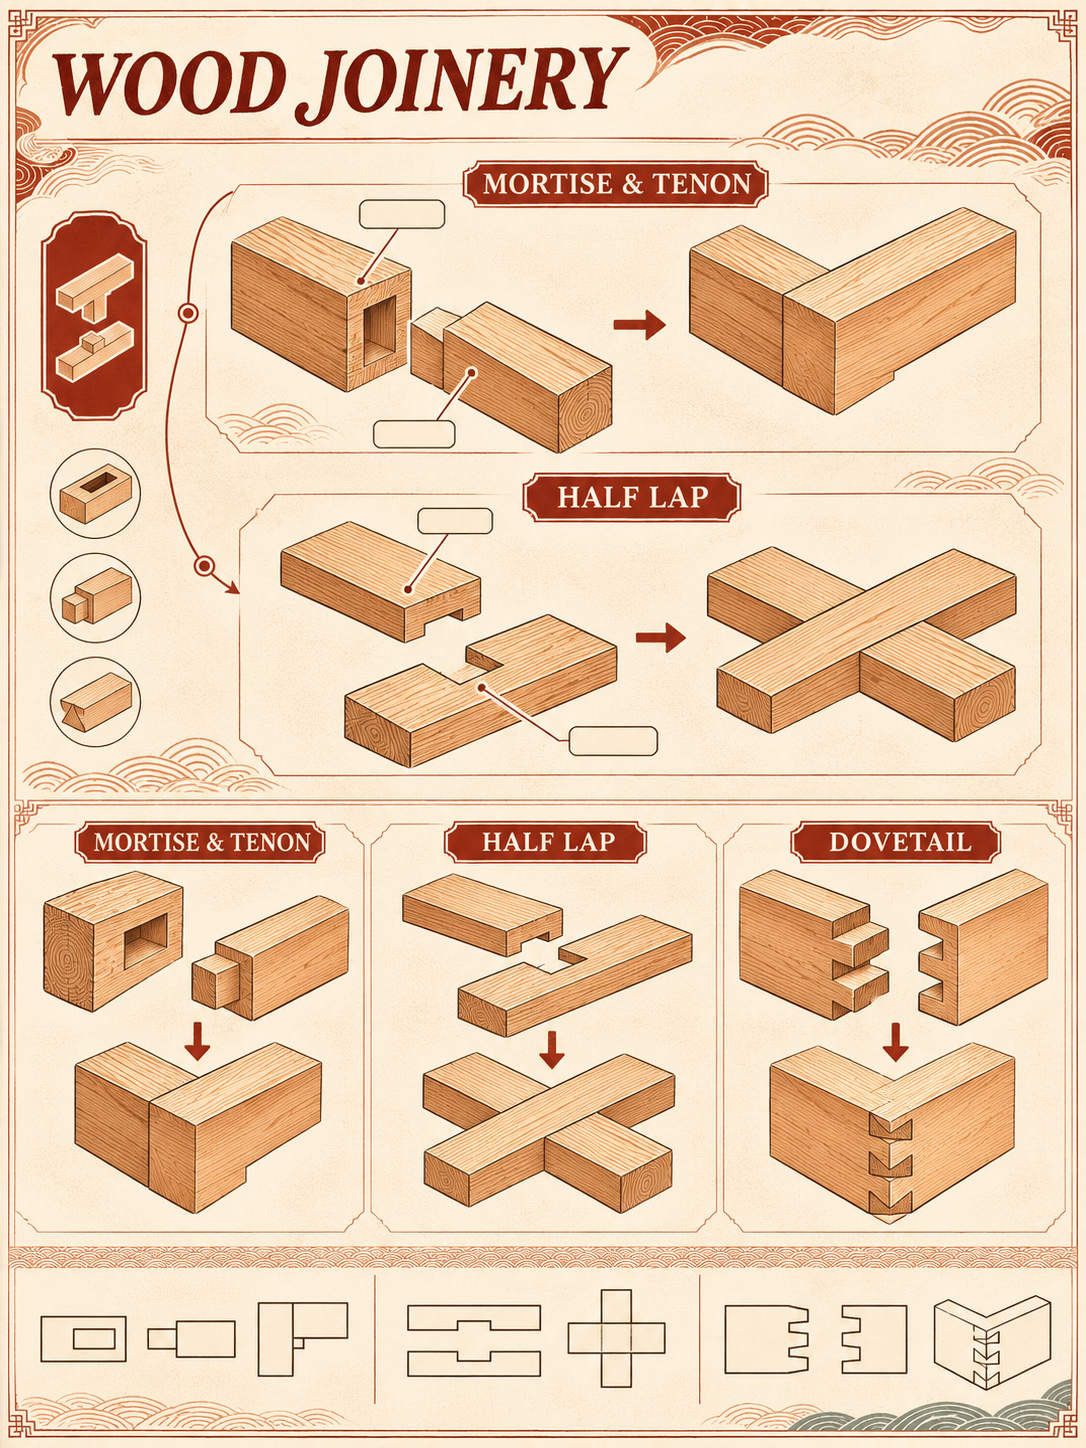 WOOD JOINERY
MORTISE & TENON
HALF LAP
MORTISE & TENON
HALF LAP
DOVETAIL